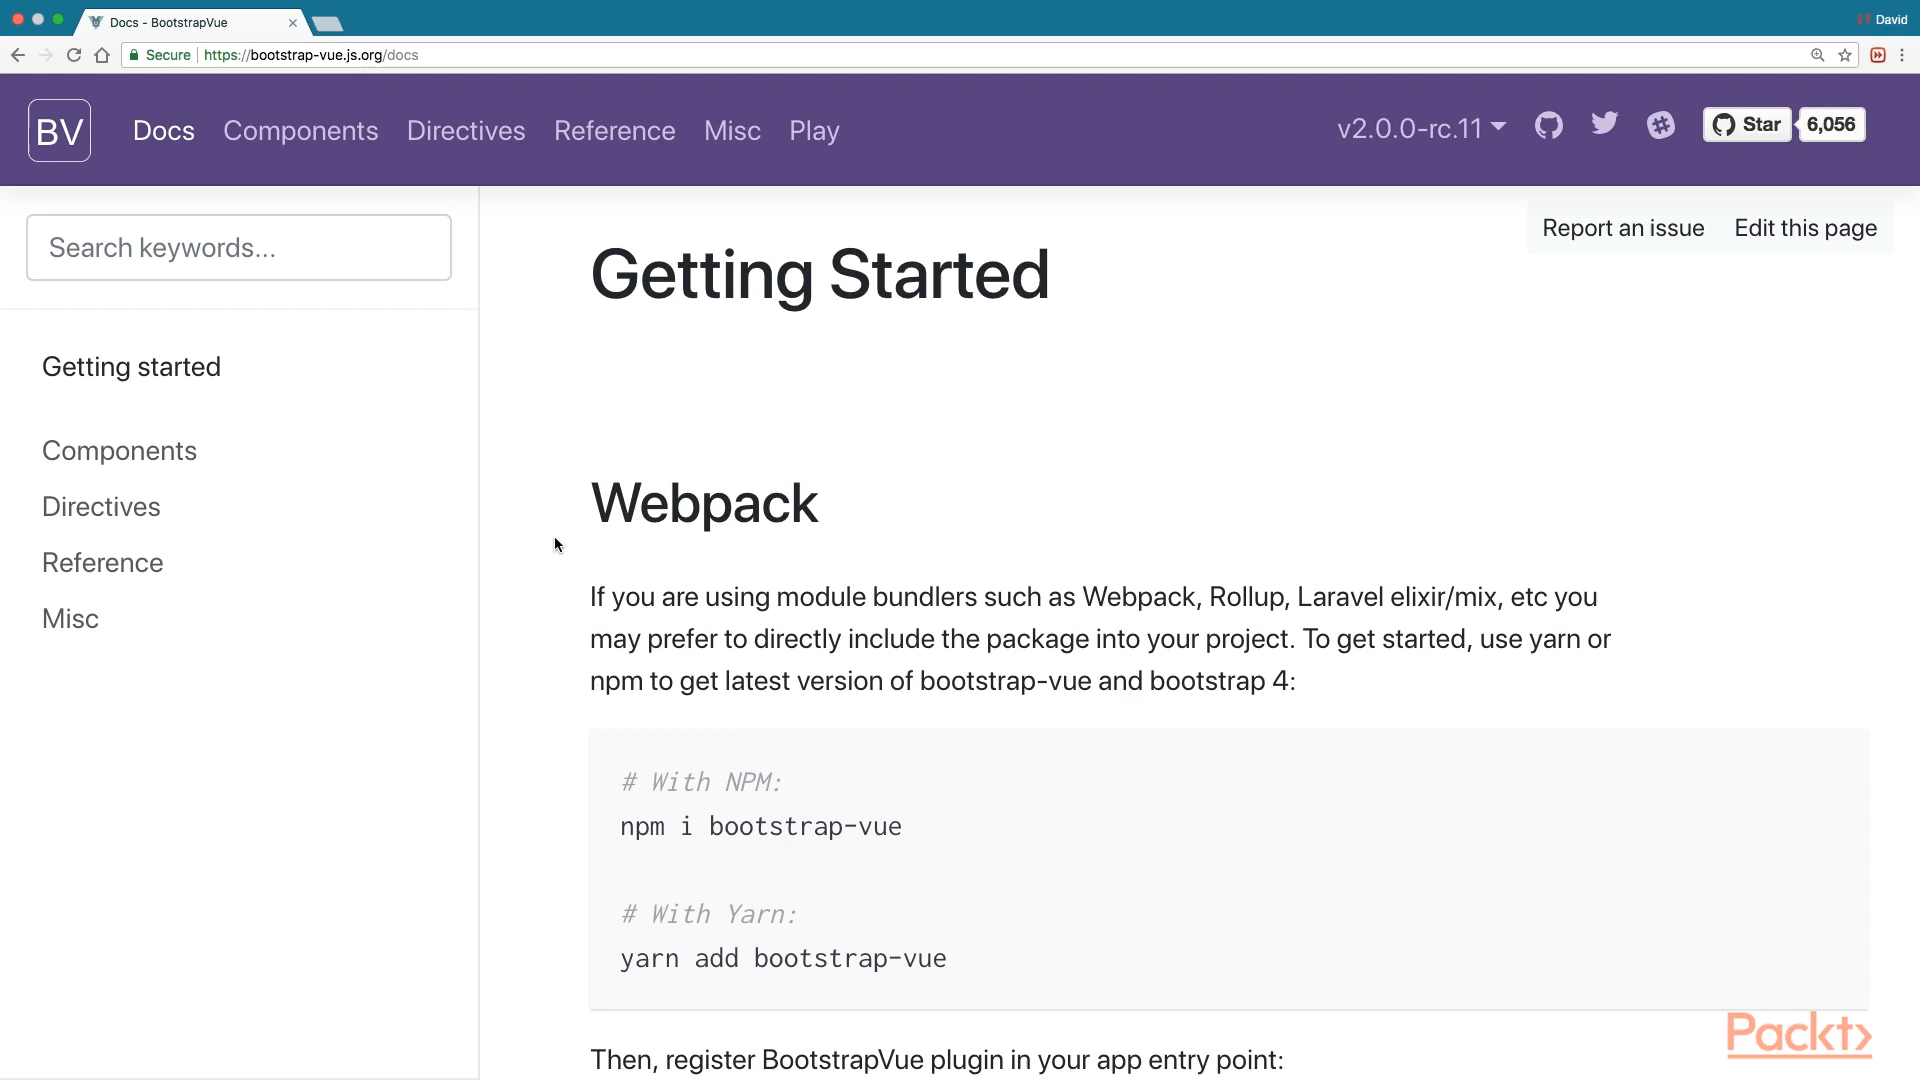 Docs - BootstrapVue
David
Secure https://bootstrap-vue.js.org/docs
BV Docs Components Directives Reference Misc Play v2.0.0-rc.11 Star 6,056
Search keywords...
Report an issue Edit this page
Getting Started
Getting started
Components
Directives
Reference
Misc
Webpack
If you are using module bundlers such as Webpack, Rollup, Laravel elixir/mix, etc you
may prefer to directly include the package into your project. To get started, use yarn or
npm to get latest version of bootstrap-vue and bootstrap 4:
# With NPM:
npm i bootstrap-vue
# With Yarn:
yarn add bootstrap-vue
Then, register BootstrapVue plugin in your app entry point:
Packt>